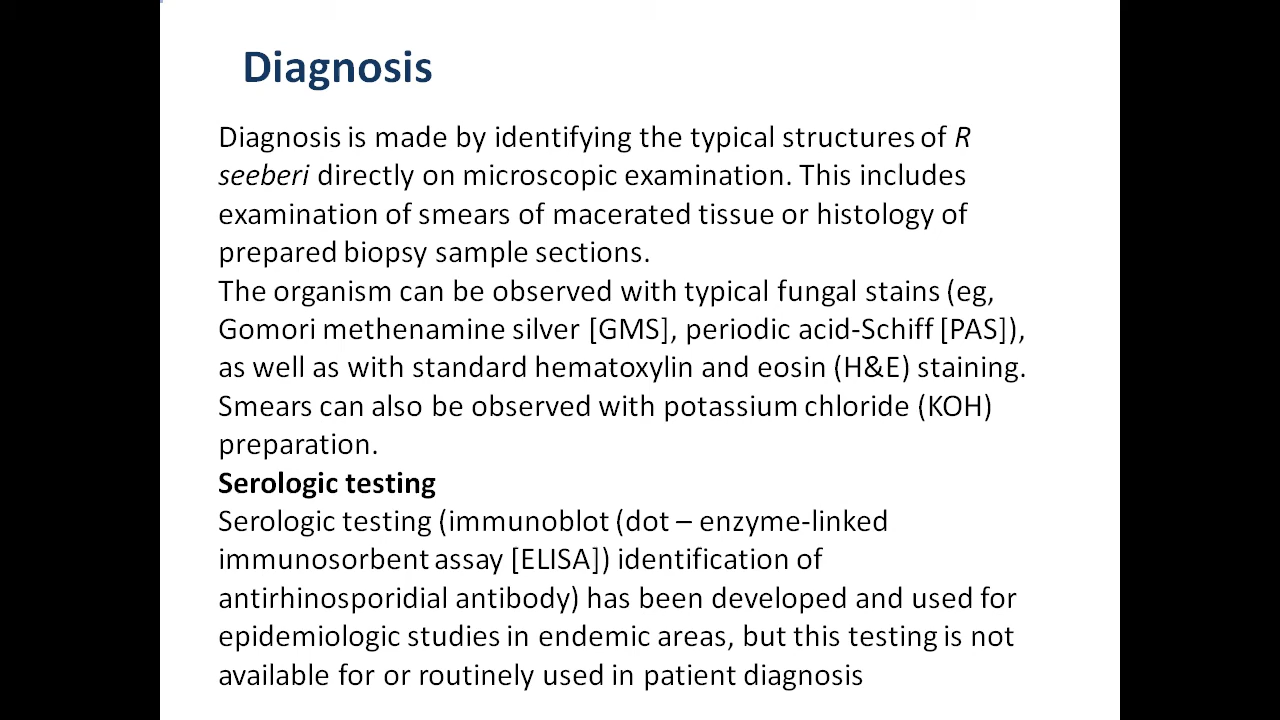 Diagnosis
Diagnosis is made by identifying the typical structures of R
seeberi directly on microscopic examination. This includes
examination of smears of macerated tissue or histology of
prepared biopsy sample sections.
The organism can be observed with typical fungal stains (eg,
Gomori methenamine silver [GMS], periodic acid-Schiff [PAS]),
as well as with standard hematoxylin and eosin (H&E) staining.
Smears can also be observed with potassium chloride (KOH)
preparation.
Serologic testing
Serologic testing (immunoblot (dot – enzyme-linked
immunosorbent assay [ELISA]) identification of
antirhinosporidial antibody) has been developed and used for
epidemiologic studies in endemic areas, but this testing is not
available for or routinely used in patient diagnosis